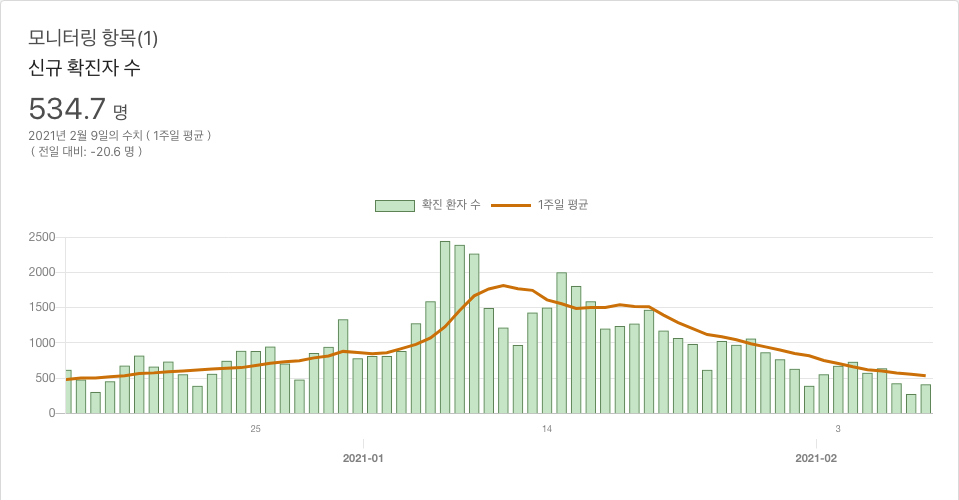 모니터링 항목(1)
신규 확진자 수
534.7 명
2021년 2월 9일의 수치 ( 1주일 평균 )
( 전일 대비: -20.6 명 )
확진 환자 수 1주일 평균
2500
2000
1500
1000
500
0
25 14 3
2021-01 2021-02